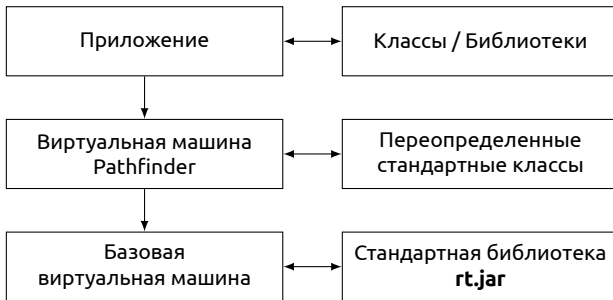 Приложение
Классы / Библиотеки
Виртуальная машина
Pathfinder
Переопределенные
стандартные классы
Базовая
виртуальная машина
Стандартная библиотека
rt.jar